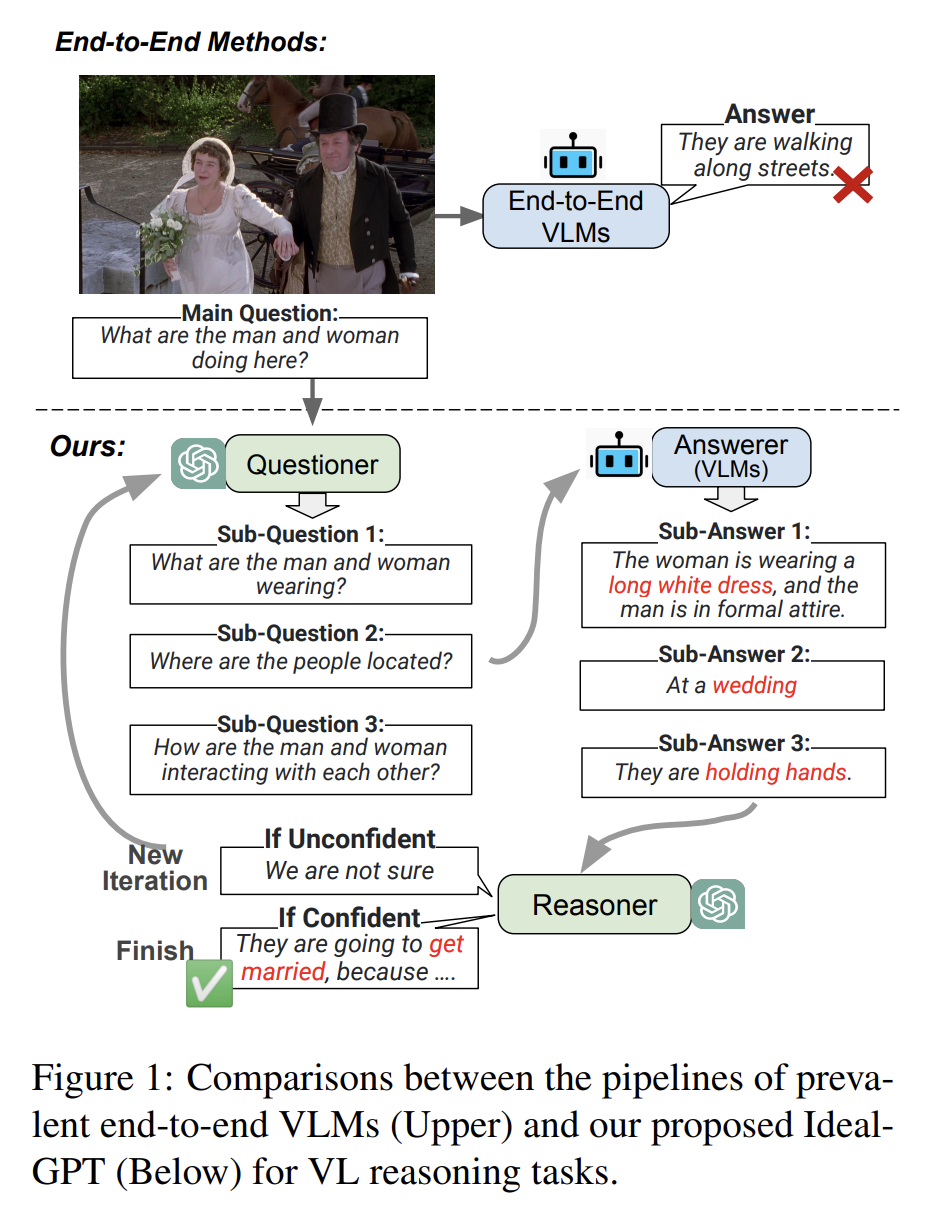 End-to-End Methods:
Answer
They are walking
along streets.
End-to-End
VLMs
Main Question:
What are the man and woman
doing here?
Ours:
Questioner
Sub-Question 1:
What are the man and woman
wearing?
Sub-Question 2:
Where are the people located?
Sub-Question 3:
How are the man and woman
interacting with each other?
Answerer
(VLMs)
Sub-Answer 1:
The woman is wearing a
long white dress, and the
man is in formal attire.
Sub-Answer 2:
At a wedding
Sub-Answer 3:
They are holding hands.
New
Iteration
If Unconfident
We are not sure
Reasoner
Finish
If Confident
They are going to get
married, because ....
Figure 1: Comparisons between the pipelines of preva-
lent end-to-end VLMs (Upper) and our proposed Ideal-
GPT (Below) for VL reasoning tasks.